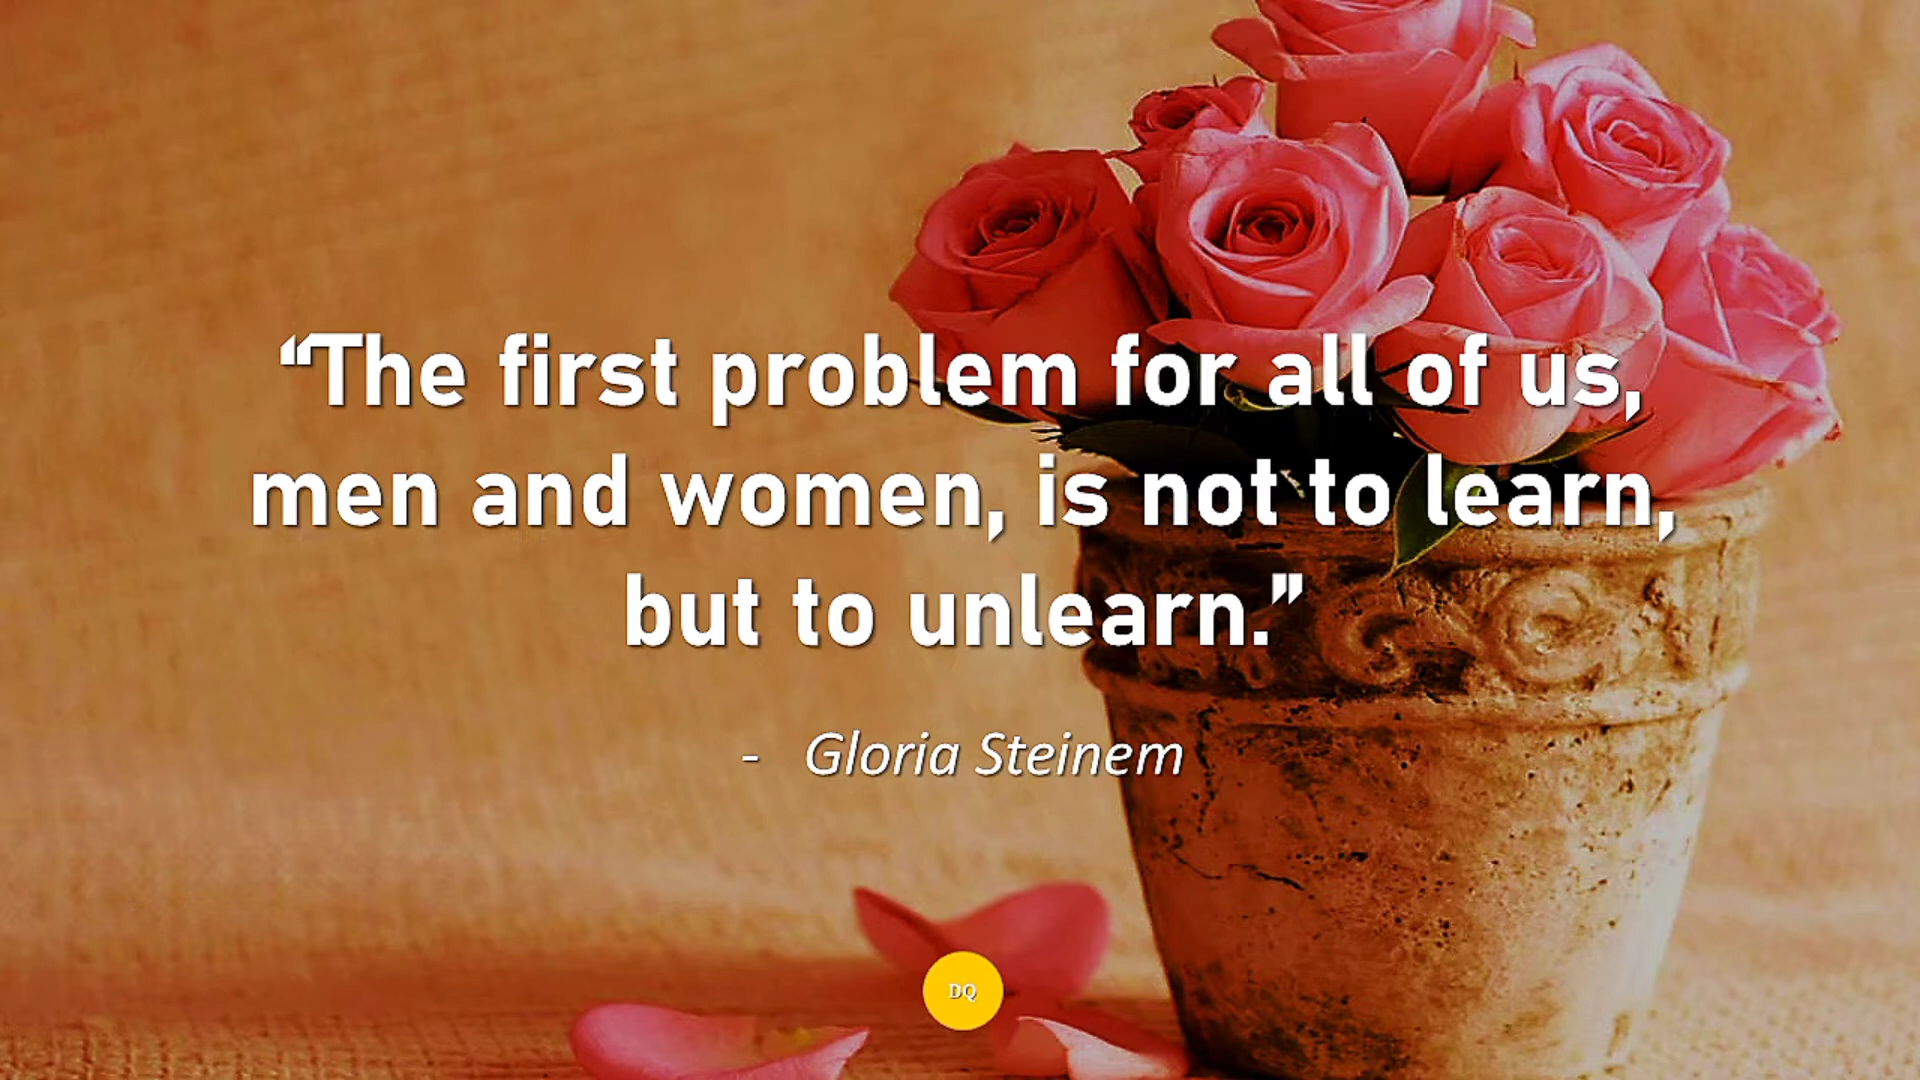 “The first problem for all of us,
men and women, is not to learn,
but to unlearn.”
- Gloria Steinem
DQ